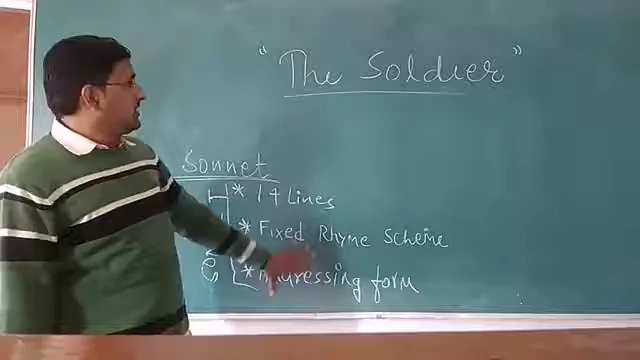 "The Soldier"
Sonnet
* 14 Lines
* Fixed Rhyme Scheme
* form